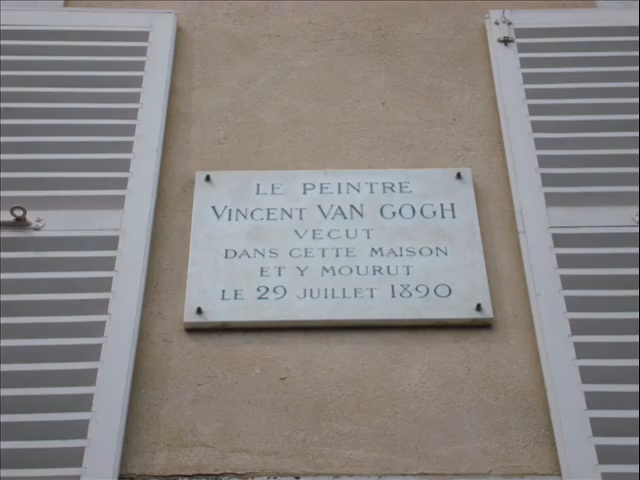 LE PEINTRE
VINCENT VAN GOGH
VECUT
DANS CETTE MAISON
ET Y MOURUT
LE 29 JUILLET 1890